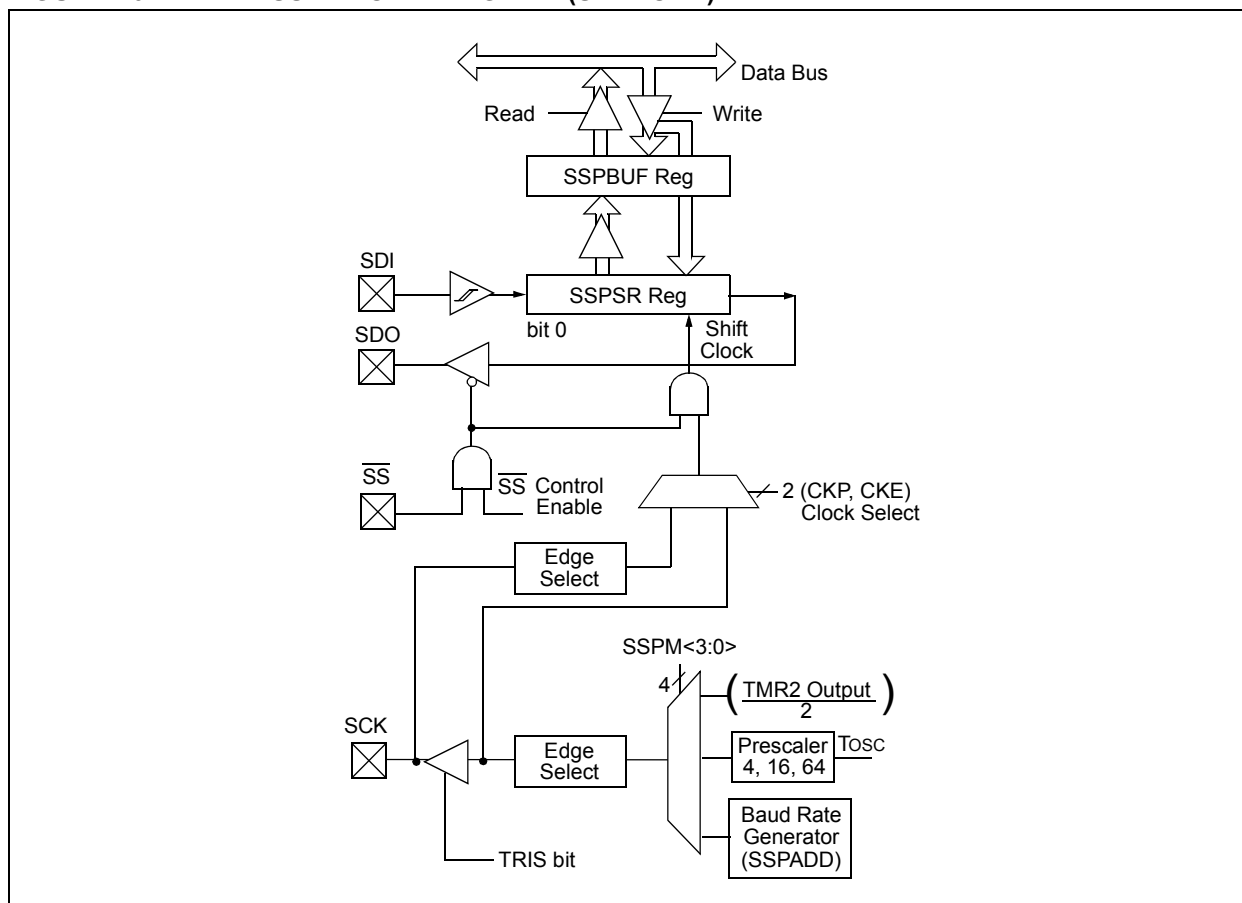 Data Bus
Read
Write
SSPBUF Reg
SDI
SSPSR Reg
bit 0
Shift
Clock
SDO
SS
SS Control
Enable
2 (CKP, CKE)
Clock Select
Edge
Select
SSPM<3:0>
4
(TMR2 Output)
2
SCK
Edge
Select
Prescaler
4, 16, 64
TOSC
Baud Rate
Generator
(SSPADD)
TRIS bit